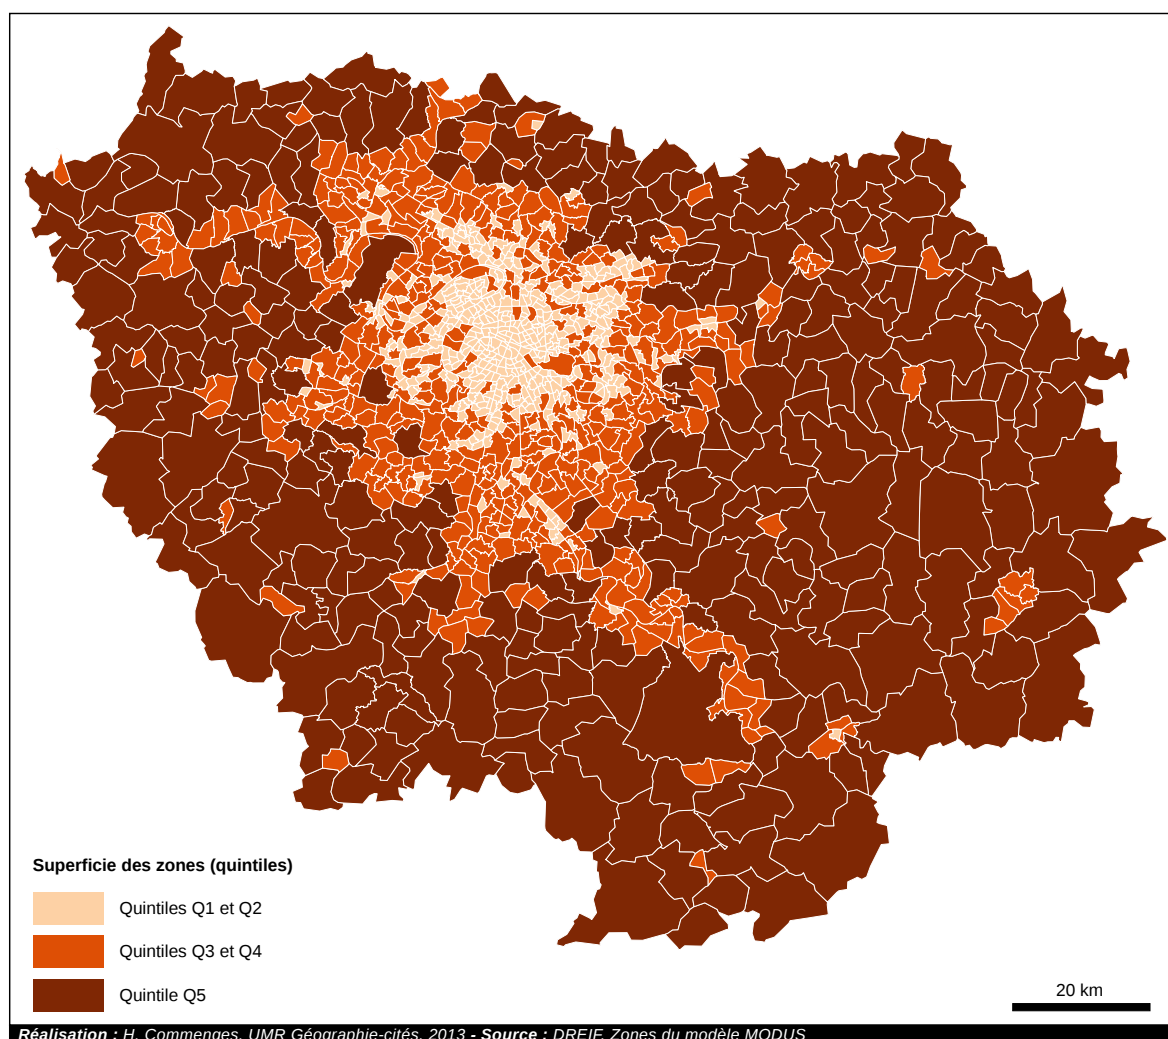 Superficie des zones (quintiles)
Quintiles Q1 et Q2
Quintiles Q3 et Q4
Quintile Q5
20 km
Réalisation : H. Commenges, UMR Géographie-cités, 2013 - Source : DREIF, Zones du modèle MODUS